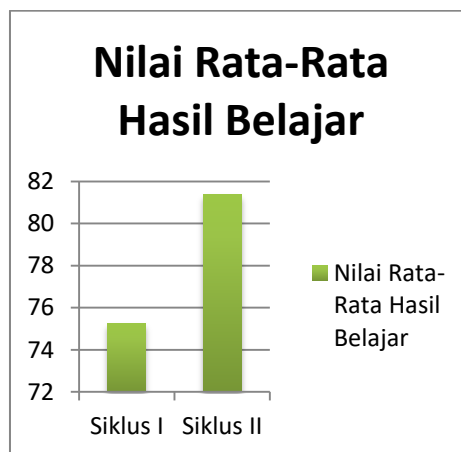 Nilai Rata-Rata
Hasil Belajar
82
80
78
76
74
72
Siklus I
Siklus II
Nilai Rata-
Rata Hasil
Belajar